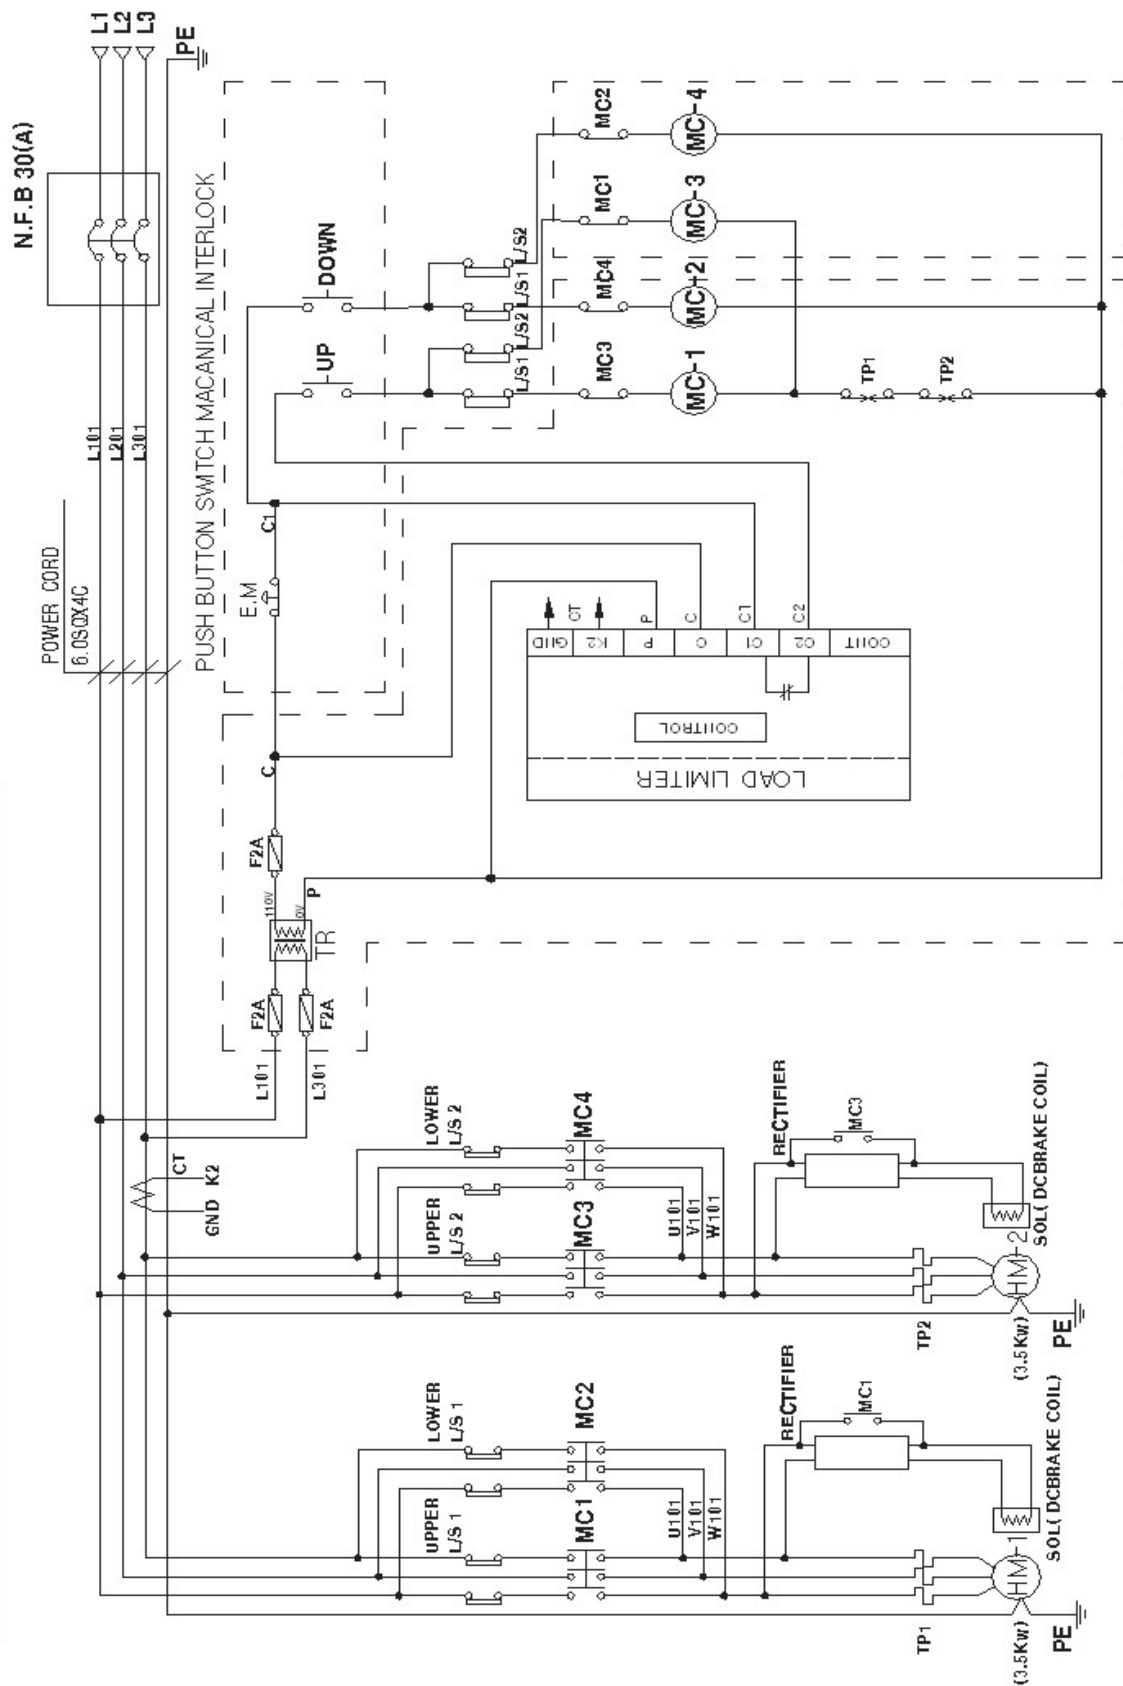 L1
L2
L3
PE
N.F.B 30(A)
L101
L201
L301
POWER CORD
6.0SQX4C
PUSH BUTTON SWITCH MACANICAL INTERLOCK
DOWN
UP
C1
E.M
C
F2A
110V
0V
P
TR
F2A
F2A
L101
L301
L/S1
L/S2
L/S1
L/S2
MC3
MC4
MC1
MC2
MC-1
MC-2
MC-3
MC-4
TP1
TP2
CT
P
C
C1
C2
GND
K2
P
C
C1
C2
CONT
CONTROL
LOAD LIMITER
CT
GND K2
LOWER
L/S 2
UPPER
L/S 2
MC4
MC3
U101
V101
W101
RECTIFIER
MC3
SOL( DCBRAKE COIL)
TP2
HM-2
(3.5Kw)
PE
LOWER
L/S 1
UPPER
L/S 1
MC2
MC1
U101
V101
W101
RECTIFIER
MC1
SOL( DCBRAKE COIL)
TP1
HM-1
(3.5Kw)
PE